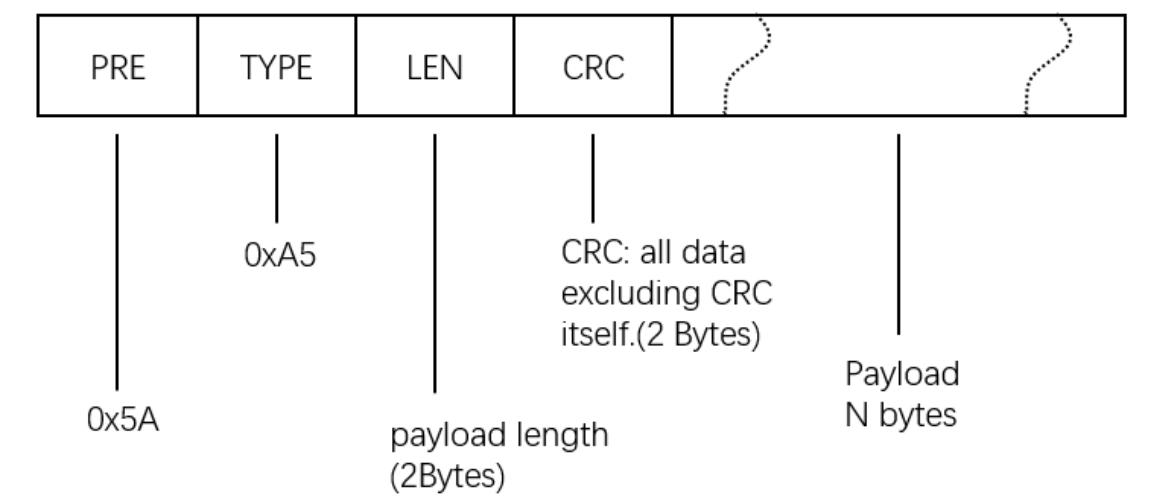 PRE
TYPE
LEN
CRC
0xA5
CRC: all data
excluding CRC
itself.(2 Bytes)
Payload
N bytes
0x5A
payload length
(2Bytes)